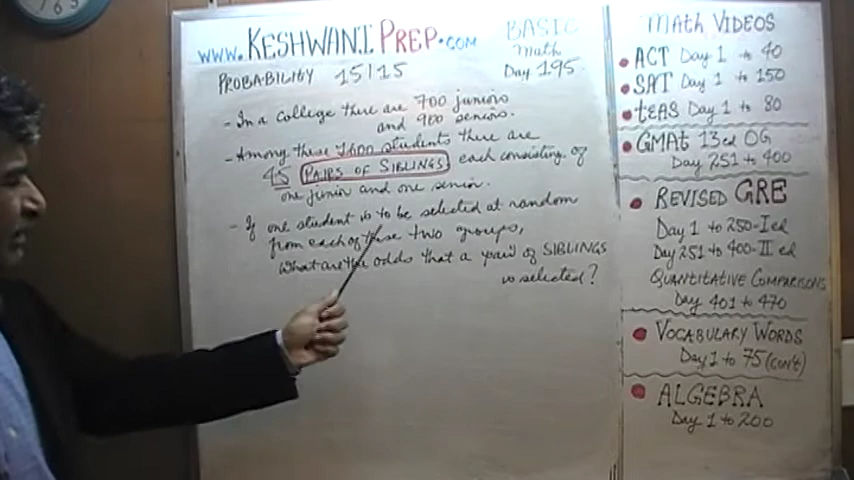 www.KESHWANI PREP.COM
BASIC
Math
Day 195
PROBABILITY 15|15
- In a college there are 700 juniors
and 900 seniors.
- Among these 1600 students there are
45 PAIRS OF SIBLINGS each consisting of
one junior and one senior.
- If one student is to be selected at random
from each of these two groups,
What are the odds that a pair of SIBLINGS
is selected?
Math VIDEOS
ACT Day 1 to 40
SAT Day 1 to 150
tEAS Day 1 to 80
GMAt 13 ed OG
Day 251 to 400
REVISED GRE
Day 1 to 250-I ed
Day 251 to 400-II ed
QUANTITATIVE COMPARISONS
Day 401 to 470
VOCABULARY WORDS
Day 1 to 75 (con't)
ALGEBRA
Day 1 to 200